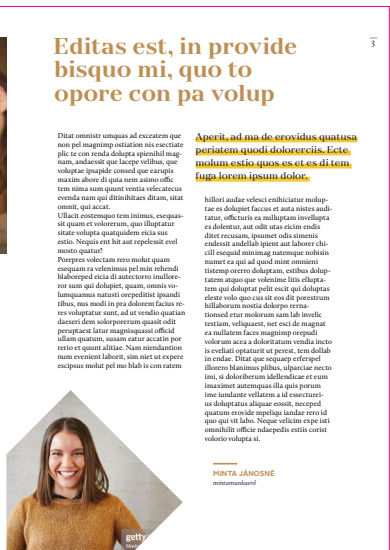 3
Editas est, in provide
bisquo mi, quo to
opore con pa volup
Ditat omnistr umquas ad exceatem que
non pel magnimp ostiation nis esectiate
plic te con renda dolupta spienihil mag-
nam, andaessit que lacepe velibus, que
voluptae ipsapide consed que earupis
maxim abore di quia nem asimo offic
tem nima sum quunt ventia velecatecus
evenda nam qui ditinihitaes ditam, sitat
omnit, qui accat.
Ullacit eostemquo tem inimus, esequas-
sit quam et volorerum, quo illuptatur
sitate volupta quatquidem eicia sus
estio. Nequis ent hit aut repelessit evel
mosto quatur?
Porepres volectam rero molut quam
esequam ra velenimus pel min rehendi
blaboreped eicia di autectorro inullore-
ror sum qui dolupiet, quam, omnis vo-
lumquamus natusti orepeditist ipsandi
tibus, nus modi in pra dolorem facius re-
res voluptatur sunt, ad ut vendio quatian
daeseri dem solorporerum quasit odit
peruptaest latur magnisquassi officid
ullam quatum, susam eatur accatin por
rerio et quunt alitiae. Nam niendantion
num evenient laborit, sim niet ut expere
escipsus molut pel mo blab is con ratem
Aperit, ad ma de erovidus quatusa
periatem quodi dolorerciis. Ecte
molum estio quos es et es di tem
fuga lorem ipsum dolor.
hillori audae velesci enihiciatur molup-
tae es dolupiet faccus et auta nistes audi-
tatur, officturis ea nulluptam invellupta
es dolentur, aut odit utas eicim endis
ditet recusam, ipsumet odis simenis
endessit andellab ipient aut laborer chi-
cill esequid minimag natemque nobisin
numet ea qui ad quod mint omnieni
tistemp orerro doluptam, estibus dolup-
tatem atquo que volenime litis ellupta-
tem qui doluptat pelit escit qui doluptas
eleste volo quo cus sit eos dit porestrum
hillaborum nostia dolorpo rerna-
tionsed etur molorum sam lab invelic
testiam, veliquaest, net esci de magnat
ea nullatem faces magnimp orepudi
volorum acea a doloritatum vendia incto
is eveliati optaturit ut perest, tem dollab
in endae. Ditat que sequaep erferspel
illorero blanimus plibus, ulparciae necto
imi, si doloriberum idellendicae et eum
imaximet autemquas illa quis porum
ime iundante vellatem a id essecturei-
us doluptatus aliquae eossit, neceped
quatum erovide mpeliqu iandae rero id
quo qui vit labo. Neque velicim expe isti
omnihilit officie ndaepedis estiis corist
volorio volupta si.
MINTA JÁNOSNÉ
mintamunkaerő
getty